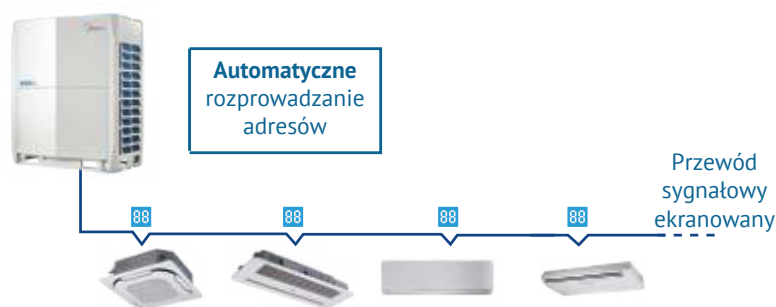 Automatyczne
rozprowadzanie
adresów
Przewód
sygnałowy
ekranowany
88
88
88
88